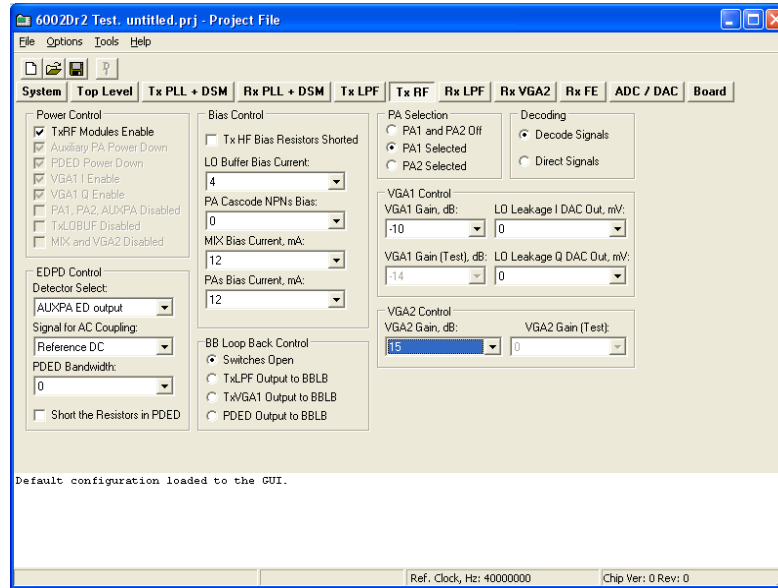 6002Dr2 Test. untitled.prj - Project File
File Options Tools Help
System Top Level Tx PLL + DSM Rx PLL + DSM Tx LPF Tx RF Rx LPF Rx VGA2 Rx FE ADC / DAC Board
Power Control
TxRF Modules Enable
Auxiliary PA Power Down
PDED Power Down
VGA1 I Enable
VGA1 Q Enable
PA1, PA2, AUXPA Disabled
TxLOBUF Disabled
MIX and VGA2 Disabled
EDPD Control
Detector Select:
AUXPA ED output
Signal for AC Coupling:
Reference DC
PDED Bandwidth:
0
Short the Resistors in PDED
Bias Control
Tx HF Bias Resistors Shorted
LO Buffer Bias Current:
4
PA Cascode NPNs Bias:
0
MIX Bias Current, mA:
12
PAs Bias Current, mA:
12
BB Loop Back Control
Switches Open
TxLPF Output to BBLB
TxVGA1 Output to BBLB
PDED Output to BBLB
PA Selection
PA1 and PA2 Off
PA1 Selected
PA2 Selected
Decoding
Decode Signals
Direct Signals
VGA1 Control
VGA1 Gain, dB: LO Leakage I DAC Out, mV:
-10 0
VGA1 Gain (Test), dB: LO Leakage Q DAC Out, mV:
-14 0
VGA2 Control
VGA2 Gain, dB: VGA2 Gain (Test):
15 0
Default configuration loaded to the GUI.
Ref. Clock, Hz: 40000000 Chip Ver: 0 Rev: 0